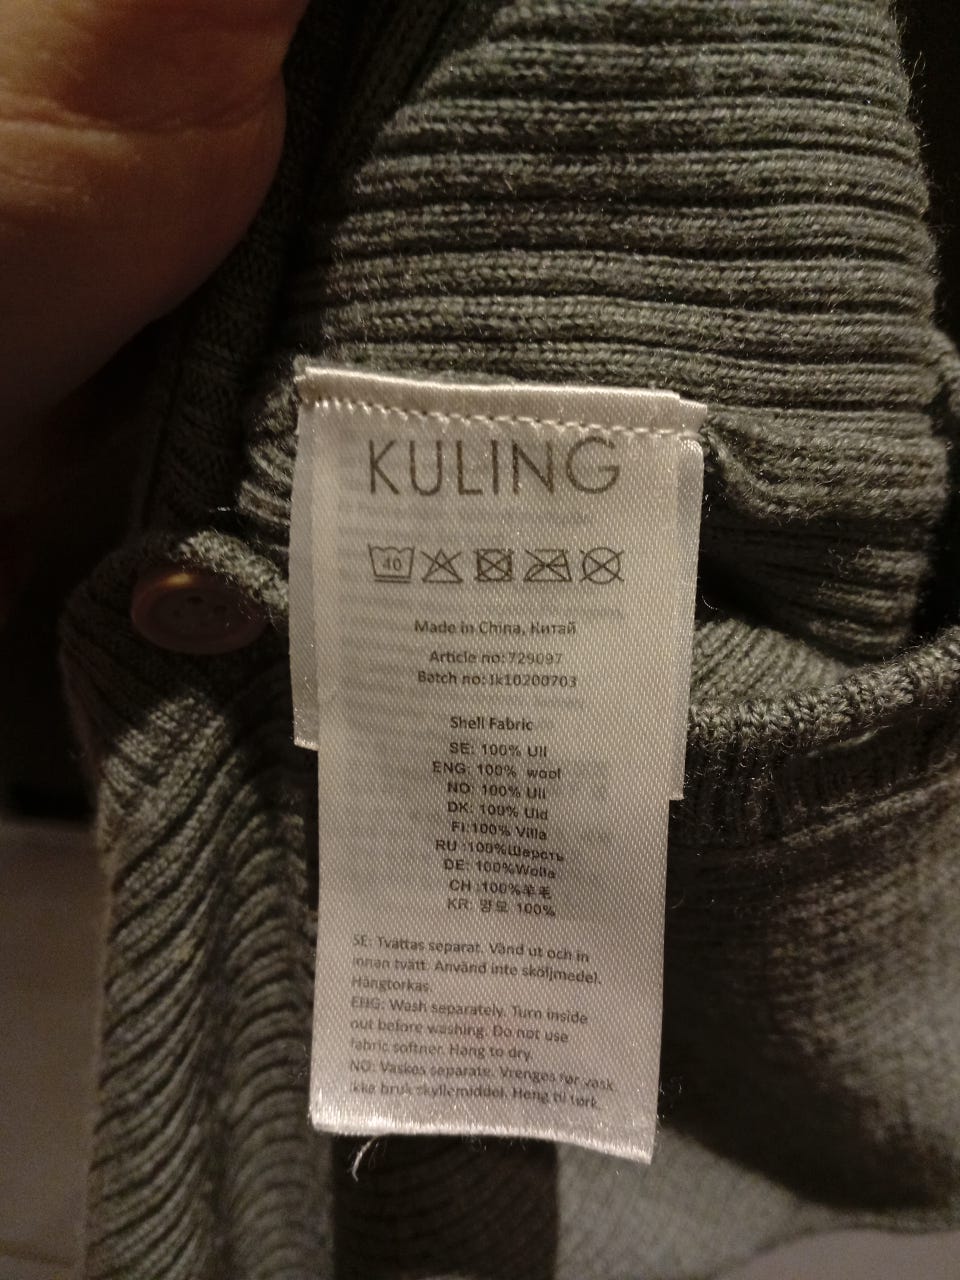 KULING
40
Made in China, Китай
Article no:729097
Batch no: lk10200703
Shell Fabric
SE: 100% Ull
ENG: 100% wool
NO: 100% Ull
DK: 100% Uld
FI:100% Villa
RU :100%Шерсть
DE: 100%Wolle
CH :100%羊毛
KR: 양모 100%
SE: Tvättas separat. Vänd ut och in
innan tvätt. Använd inte sköljmedel.
Hängtorkas.
ENG: Wash separately. Turn inside
out before washing. Do not use
fabric softner. Hang to dry.
NO: Vaskes separate. Vrenges før vask.
Ikke bruk skyllemiddel. Heng til tørk.